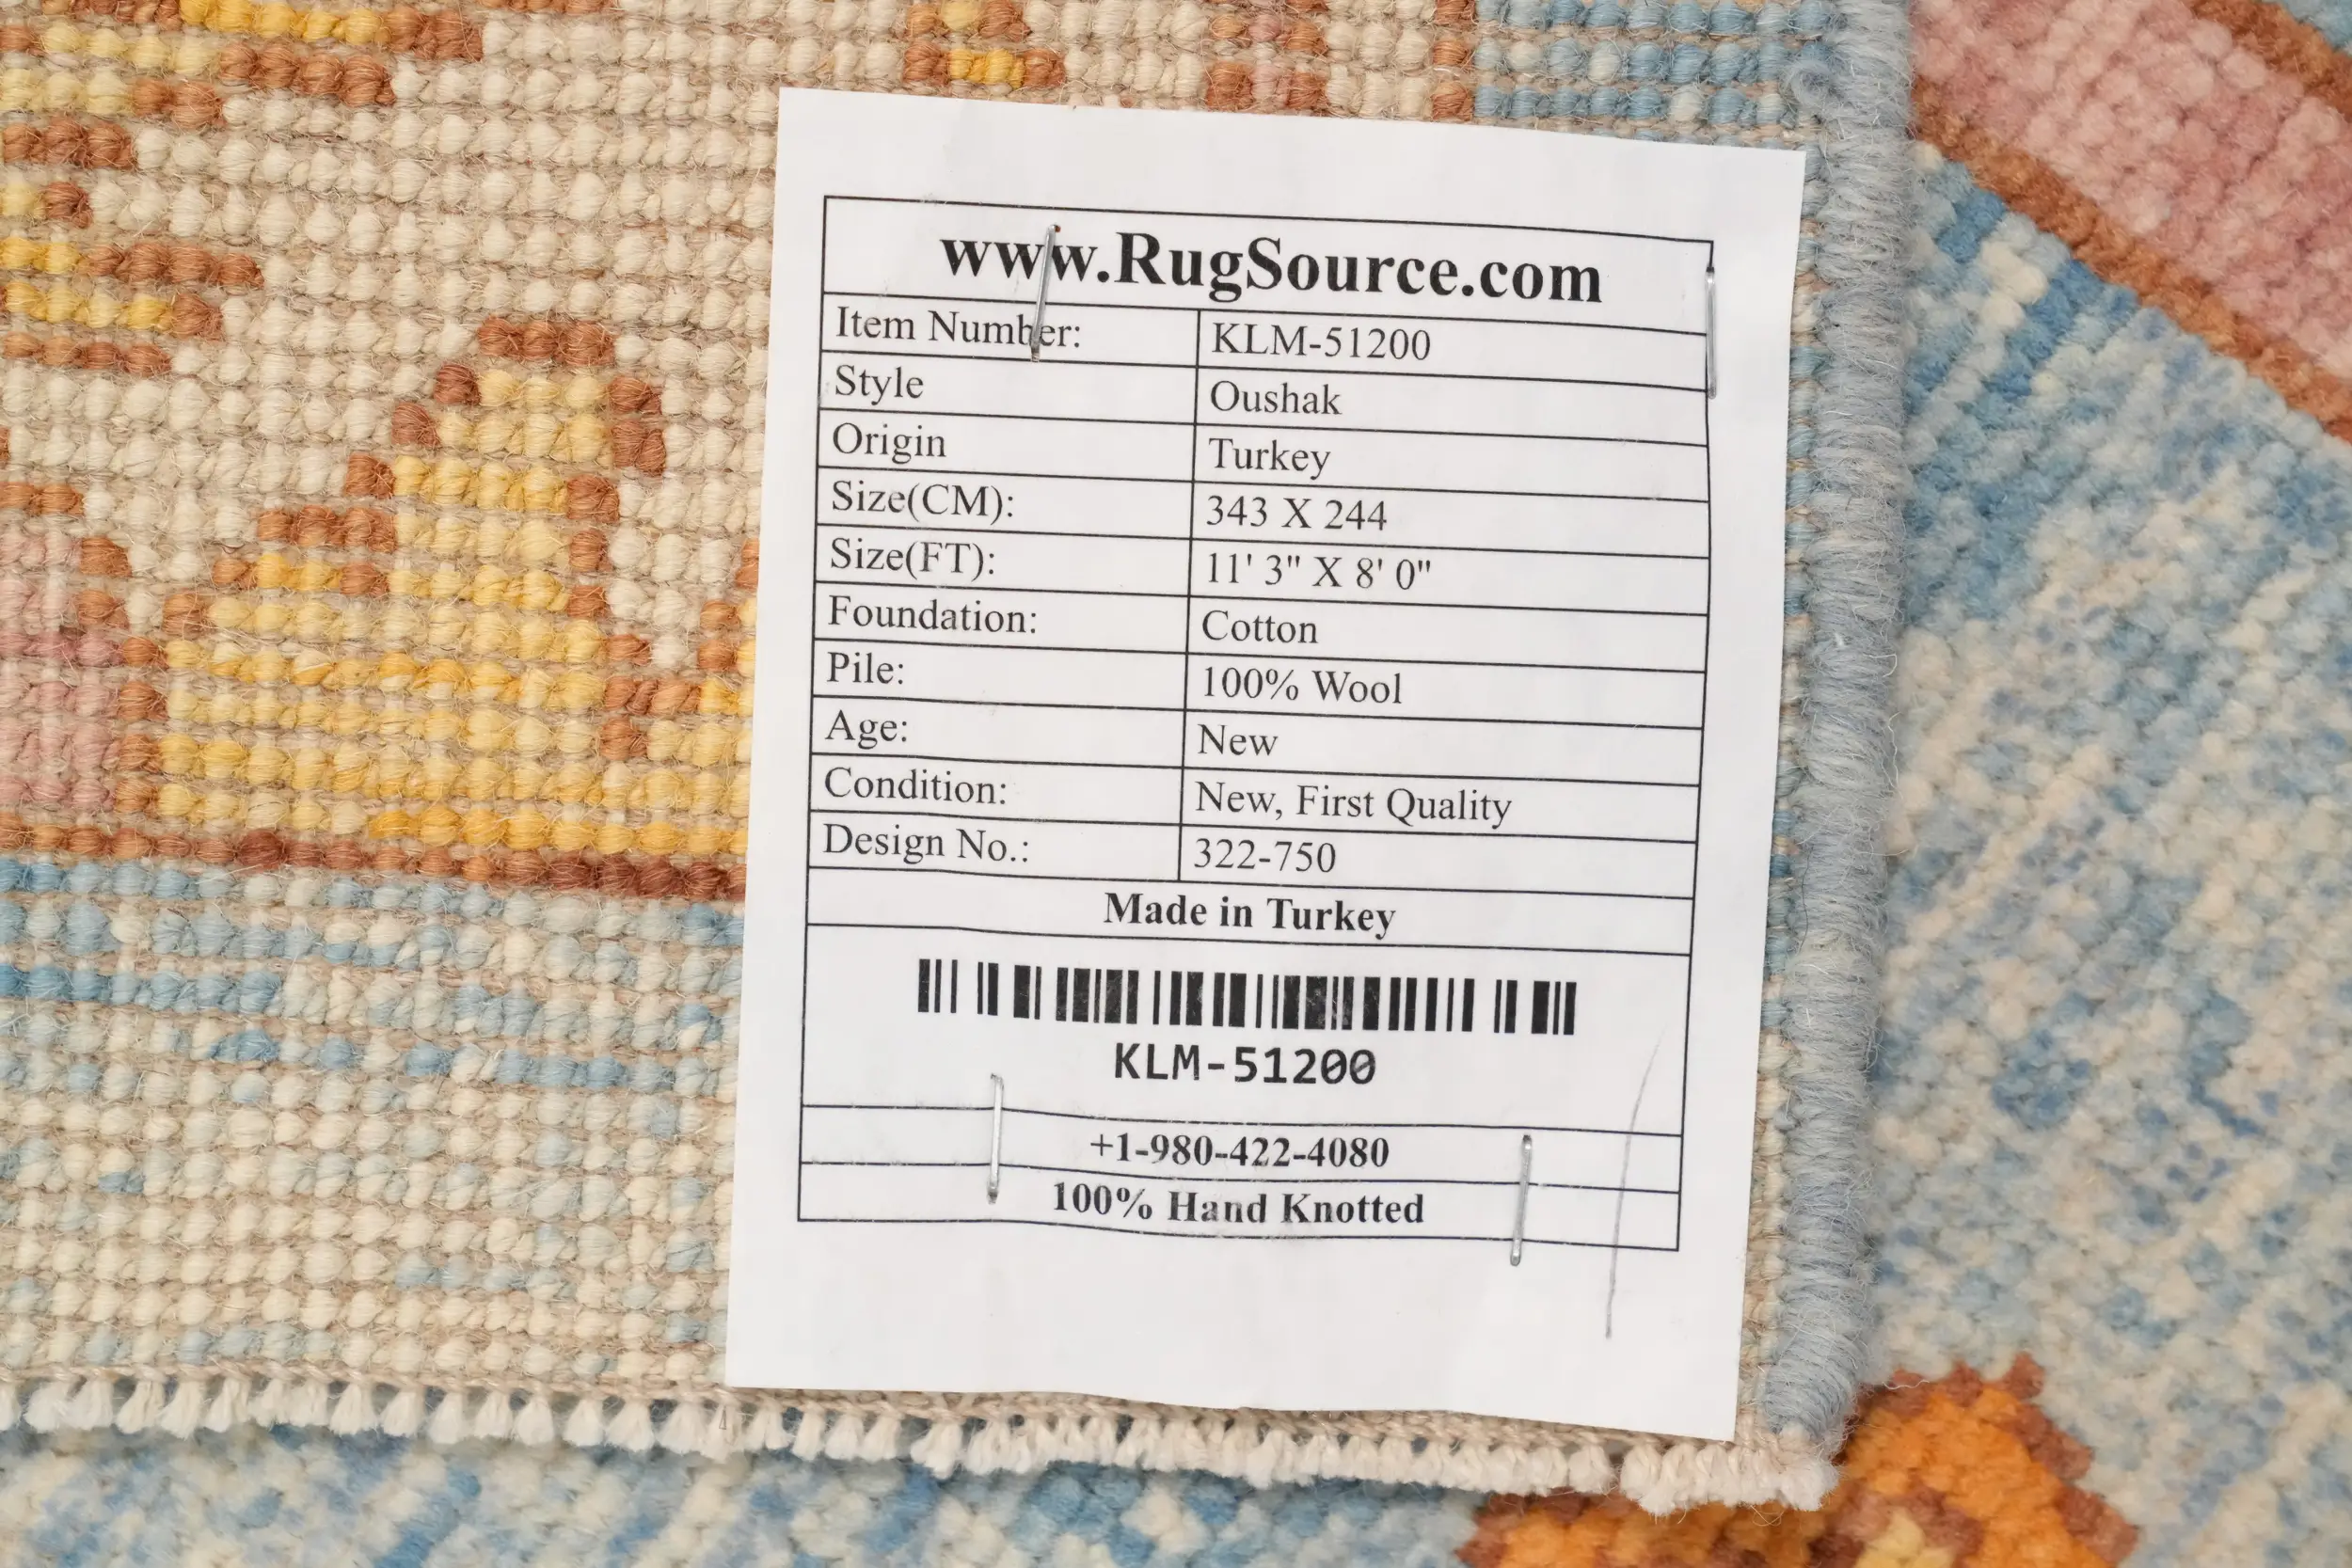 www.RugSource.com
Item Number: KLM-51200
Style Oushak
Origin Turkey
Size(CM): 343 X 244
Size(FT): 11' 3" X 8' 0"
Foundation: Cotton
Pile: 100% Wool
Age: New
Condition: New, First Quality
Design No.: 322-750
Made in Turkey
KLM-51200
+1-980-422-4080
100% Hand Knotted